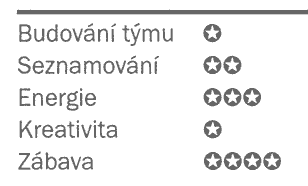 Budování týmu ✪
Seznamování ✪✪
Energie ✪✪✪
Kreativita ✪
Zábava ✪✪✪✪